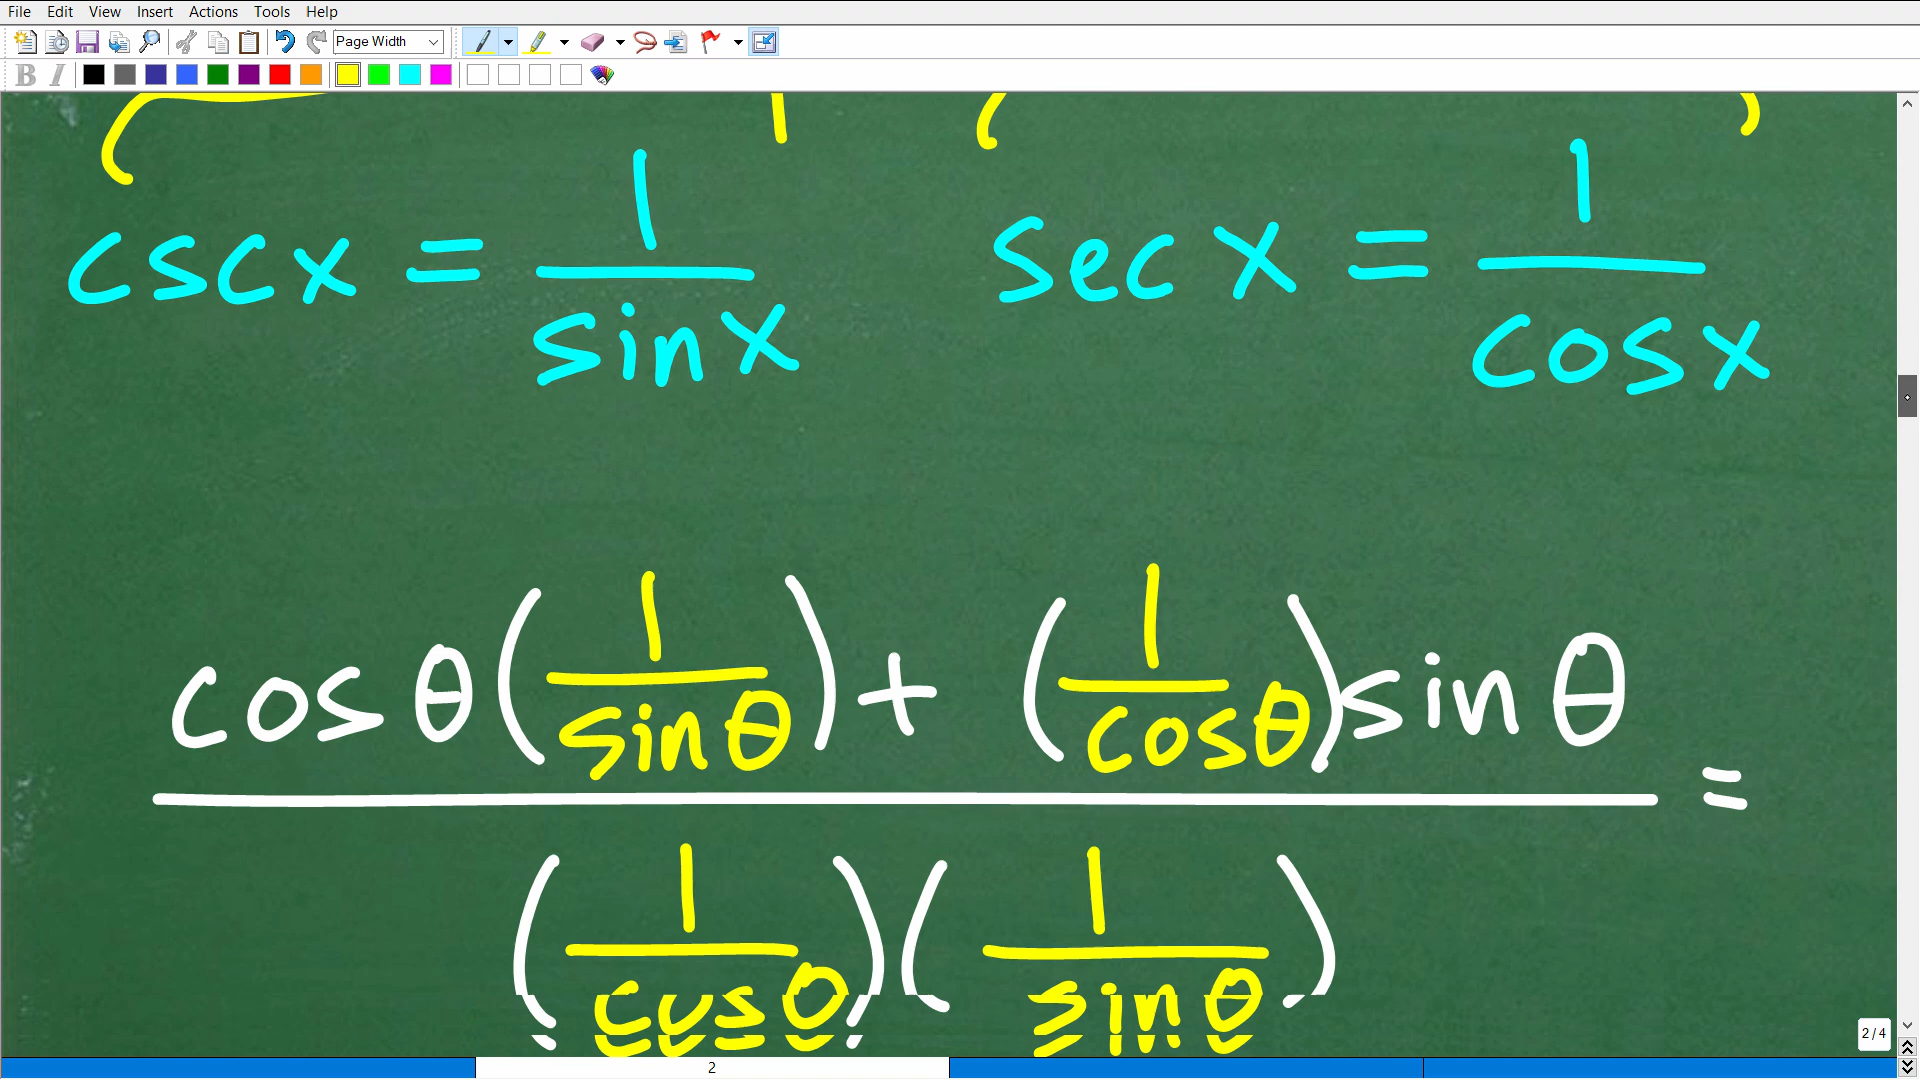 File Edit View Insert Actions Tools Help
Page Width
B I
csc x = 1/sin x    sec x = 1/cos x
cos θ (1/sin θ) + (1/cos θ) sin θ =
(1/cos θ)(1/sin θ)
2 / 4
2